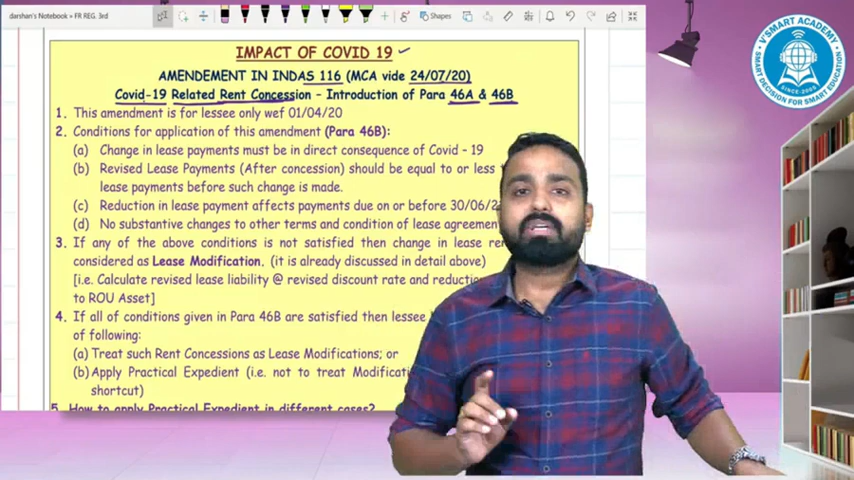 darshan's Notebook » FR REG. 3rd
Shapes
IMPACT OF COVID 19
AMENDEMENT IN INDAS 116 (MCA vide 24/07/20)
Covid-19 Related Rent Concession - Introduction of Para 46A & 46B
1. This amendment is for lessee only wef 01/04/20
2. Conditions for application of this amendment (Para 46B):
(a) Change in lease payments must be in direct consequence of Covid - 19
(b) Revised Lease Payments (After concession) should be equal to or less
lease payments before such change is made.
(c) Reduction in lease payment affects payments due on or before 30/06/
(d) No substantive changes to other terms and condition of lease agreemen
3. If any of the above conditions is not satisfied then change in lease
considered as Lease Modification. (it is already discussed in detail above)
[i.e. Calculate revised lease liability @ revised discount rate and
to ROU Asset]
4. If all of conditions given in Para 46B are satisfied then lessee
of following:
(a) Treat such Rent Concessions as Lease Modifications; or
(b) Apply Practical Expedient (i.e. not to treat
shortcut)
5. How to apply Practical Expedient in different cases?
V'SMART ACADEMY
SINCE-2005
SMART DECISION FOR SMART EDUCATION